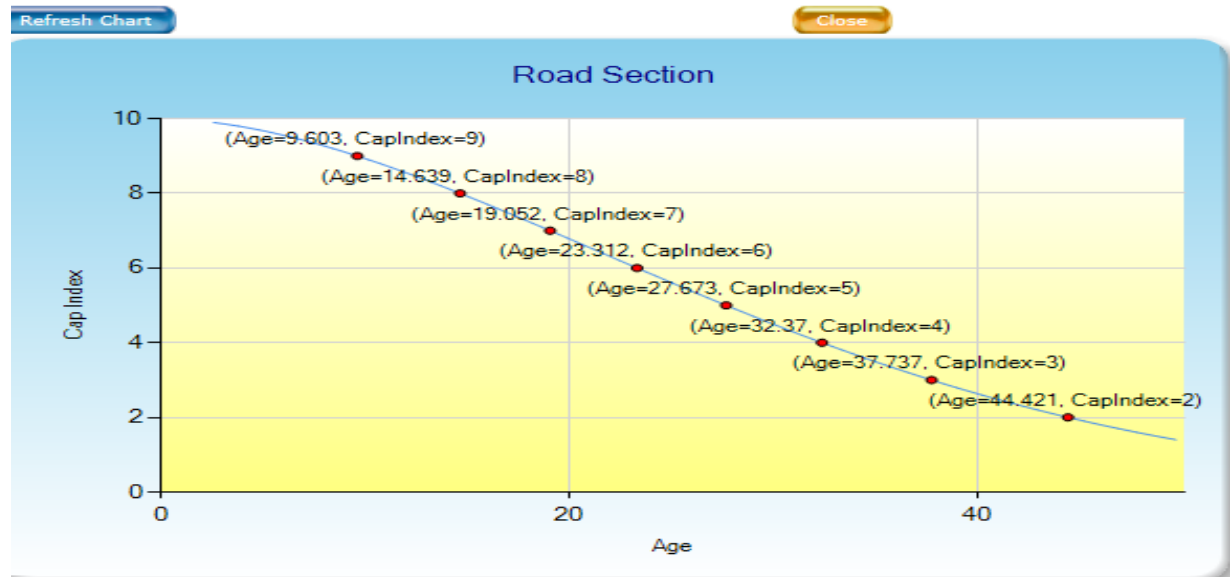 Refresh Chart
Close
Road Section
10
(Age=9.603, CapIndex=9)
(Age=14.639, CapIndex=8)
8
(Age=19.052, CapIndex=7)
(Age=23.312, CapIndex=6)
6
(Age=27.673, CapIndex=5)
(Age=32.37, CapIndex=4)
4
(Age=37.737, CapIndex=3)
(Age=44.421, CapIndex=2)
2
0
Cap Index
0 20 40
Age